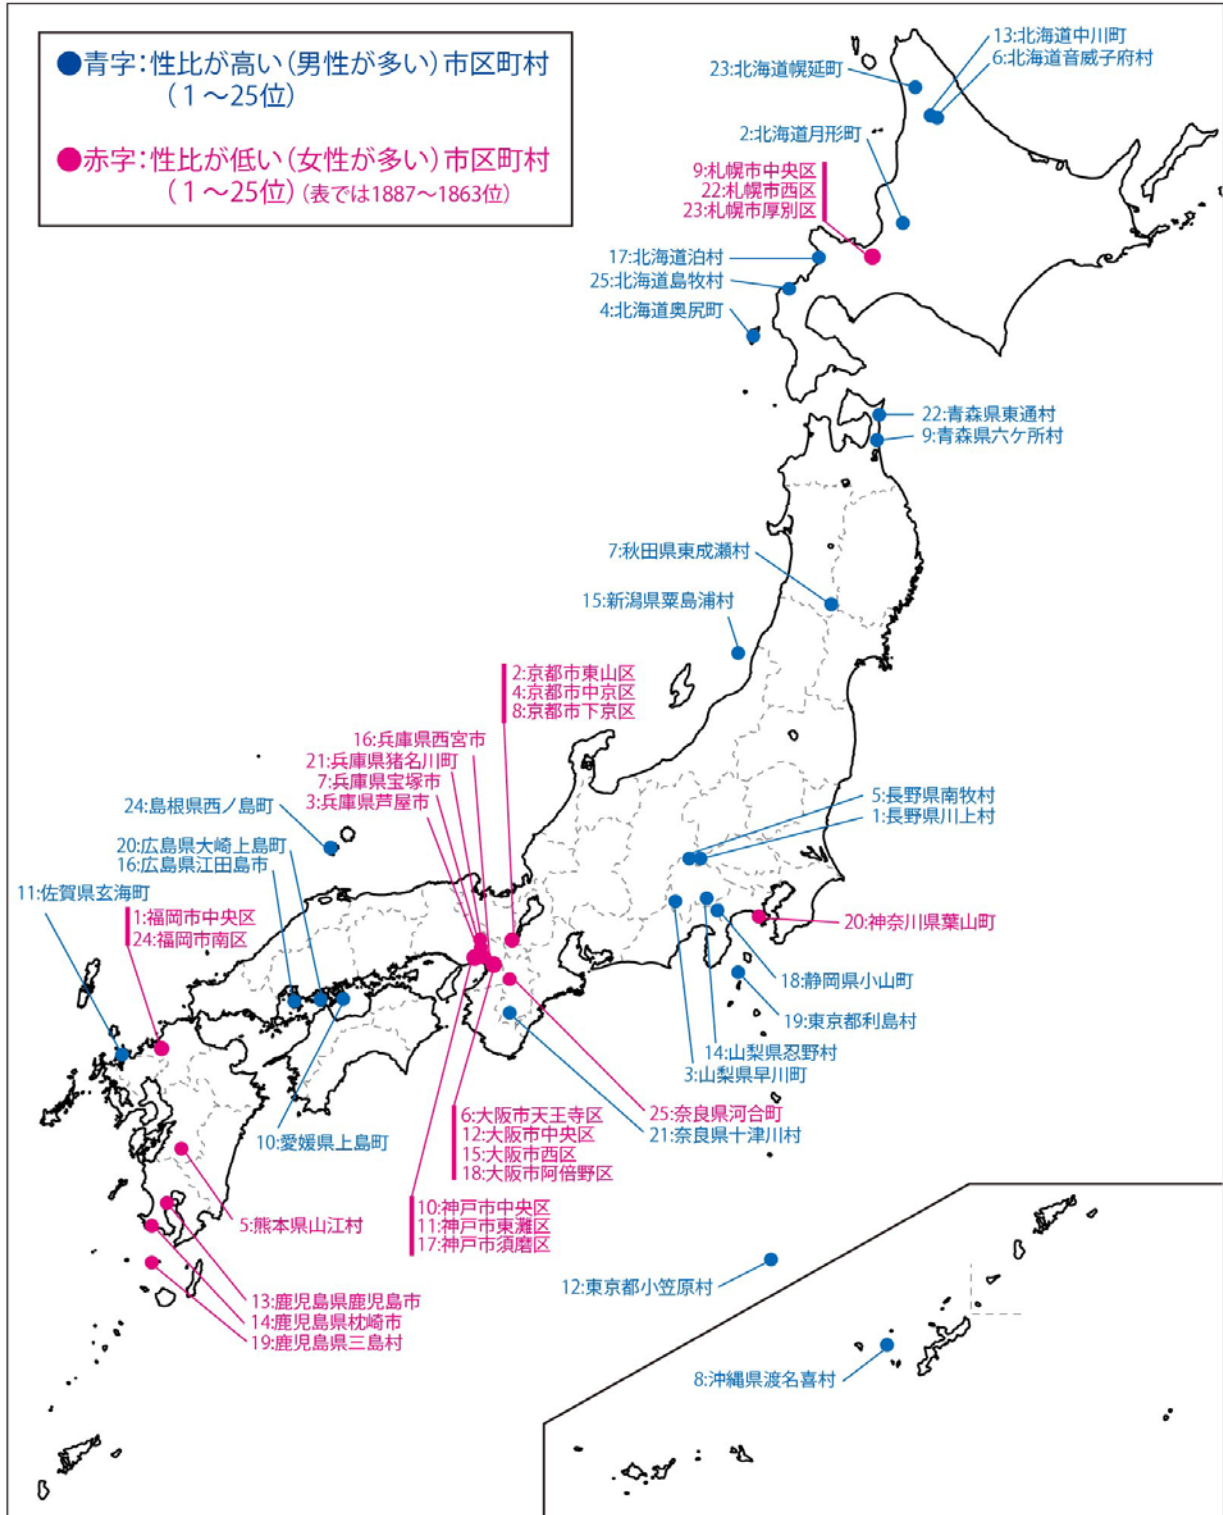 ●青字：性比が高い（男性が多い）市区町村
（１～25位）
●赤字：性比が低い（女性が多い）市区町村
（１～25位）（表では1887～1863位）
13:北海道中川町
6:北海道音威子府村
23:北海道幌延町
2:北海道月形町
9:札幌市中央区
22:札幌市西区
23:札幌市厚別区
17:北海道泊村
25:北海道島牧村
4:北海道奥尻町
22:青森県東通村
9:青森県六ケ所村
7:秋田県東成瀬村
15:新潟県粟島浦村
2:京都市東山区
4:京都市中京区
8:京都市下京区
16:兵庫県西宮市
21:兵庫県猪名川町
7:兵庫県宝塚市
3:兵庫県芦屋市
24:島根県西ノ島町
20:広島県大崎上島町
16:広島県江田島市
11:佐賀県玄海町
1:福岡市中央区
24:福岡市南区
5:長野県南牧村
1:長野県川上村
20:神奈川県葉山町
18:静岡県小山町
19:東京都利島村
14:山梨県忍野村
3:山梨県早川町
25:奈良県河合町
21:奈良県十津川村
6:大阪市天王寺区
12:大阪市中央区
15:大阪市西区
18:大阪市阿倍野区
10:愛媛県上島町
10:神戸市中央区
11:神戸市東灘区
17:神戸市須磨区
5:熊本県山江村
13:鹿児島県鹿児島市
14:鹿児島県枕崎市
19:鹿児島県三島村
12:東京都小笠原村
8:沖縄県渡名喜村